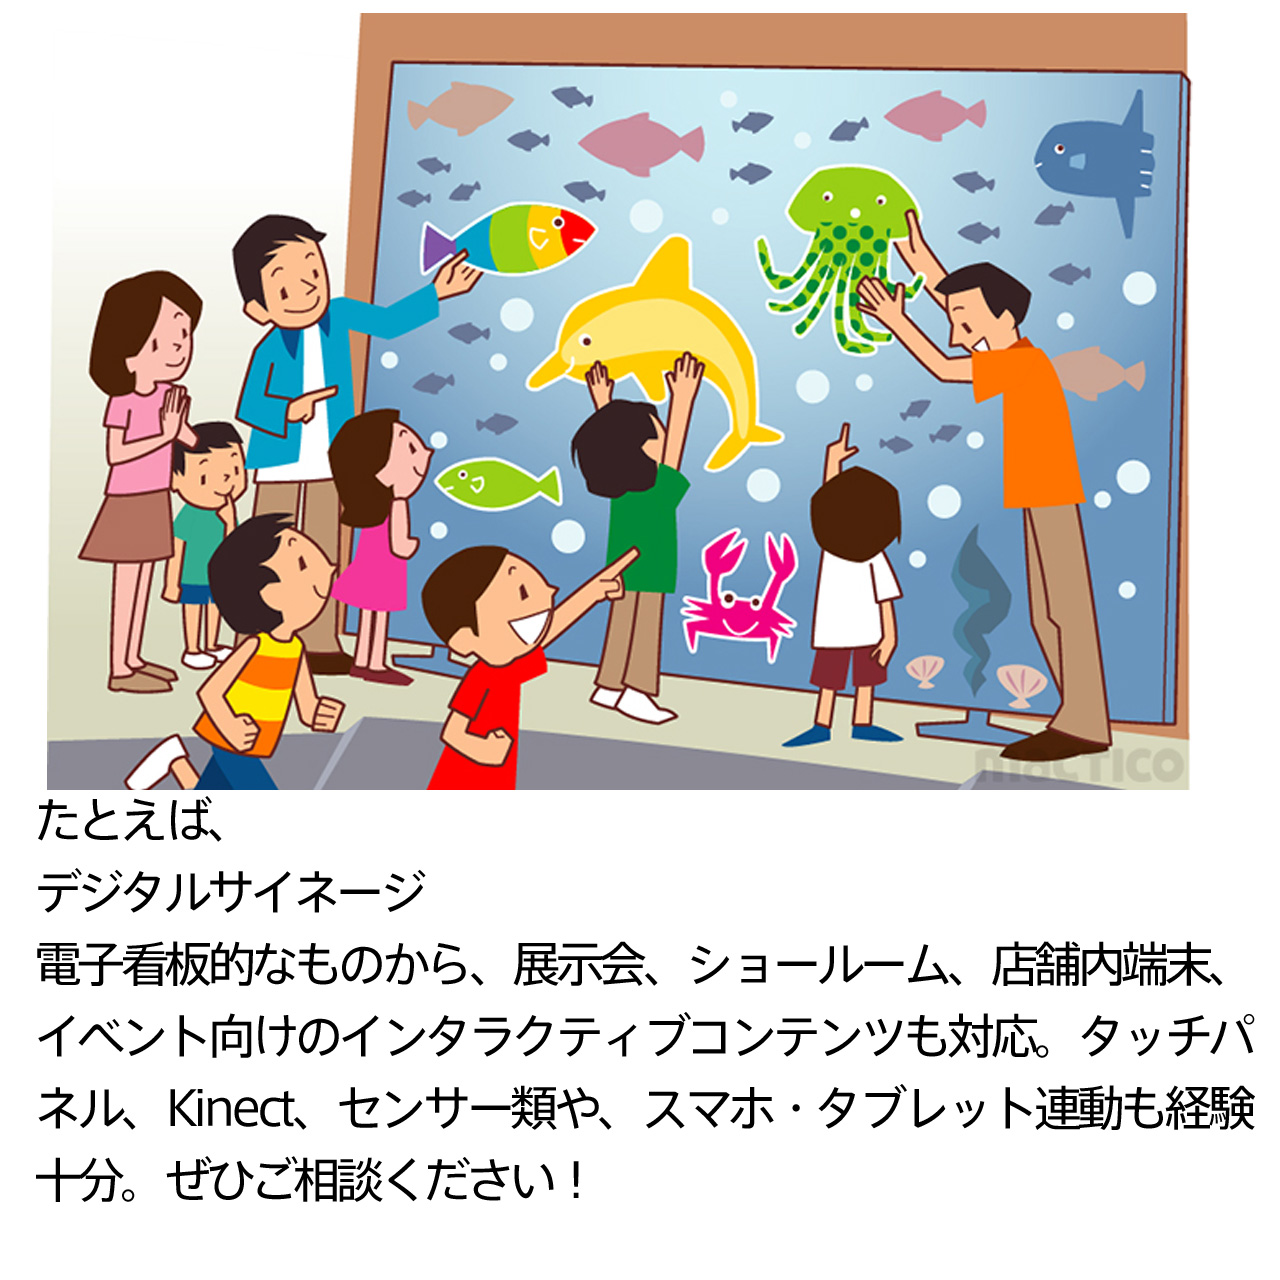 mactico
たとえば、
デジタルサイネージ
電子看板的なものから、展示会、ショールーム、店舗内端末、
イベント向けのインタラクティブコンテンツも対応。タッチパ
ネル、Kinect、センサー類や、スマホ・タブレット連動も経験
十分。ぜひご相談ください！